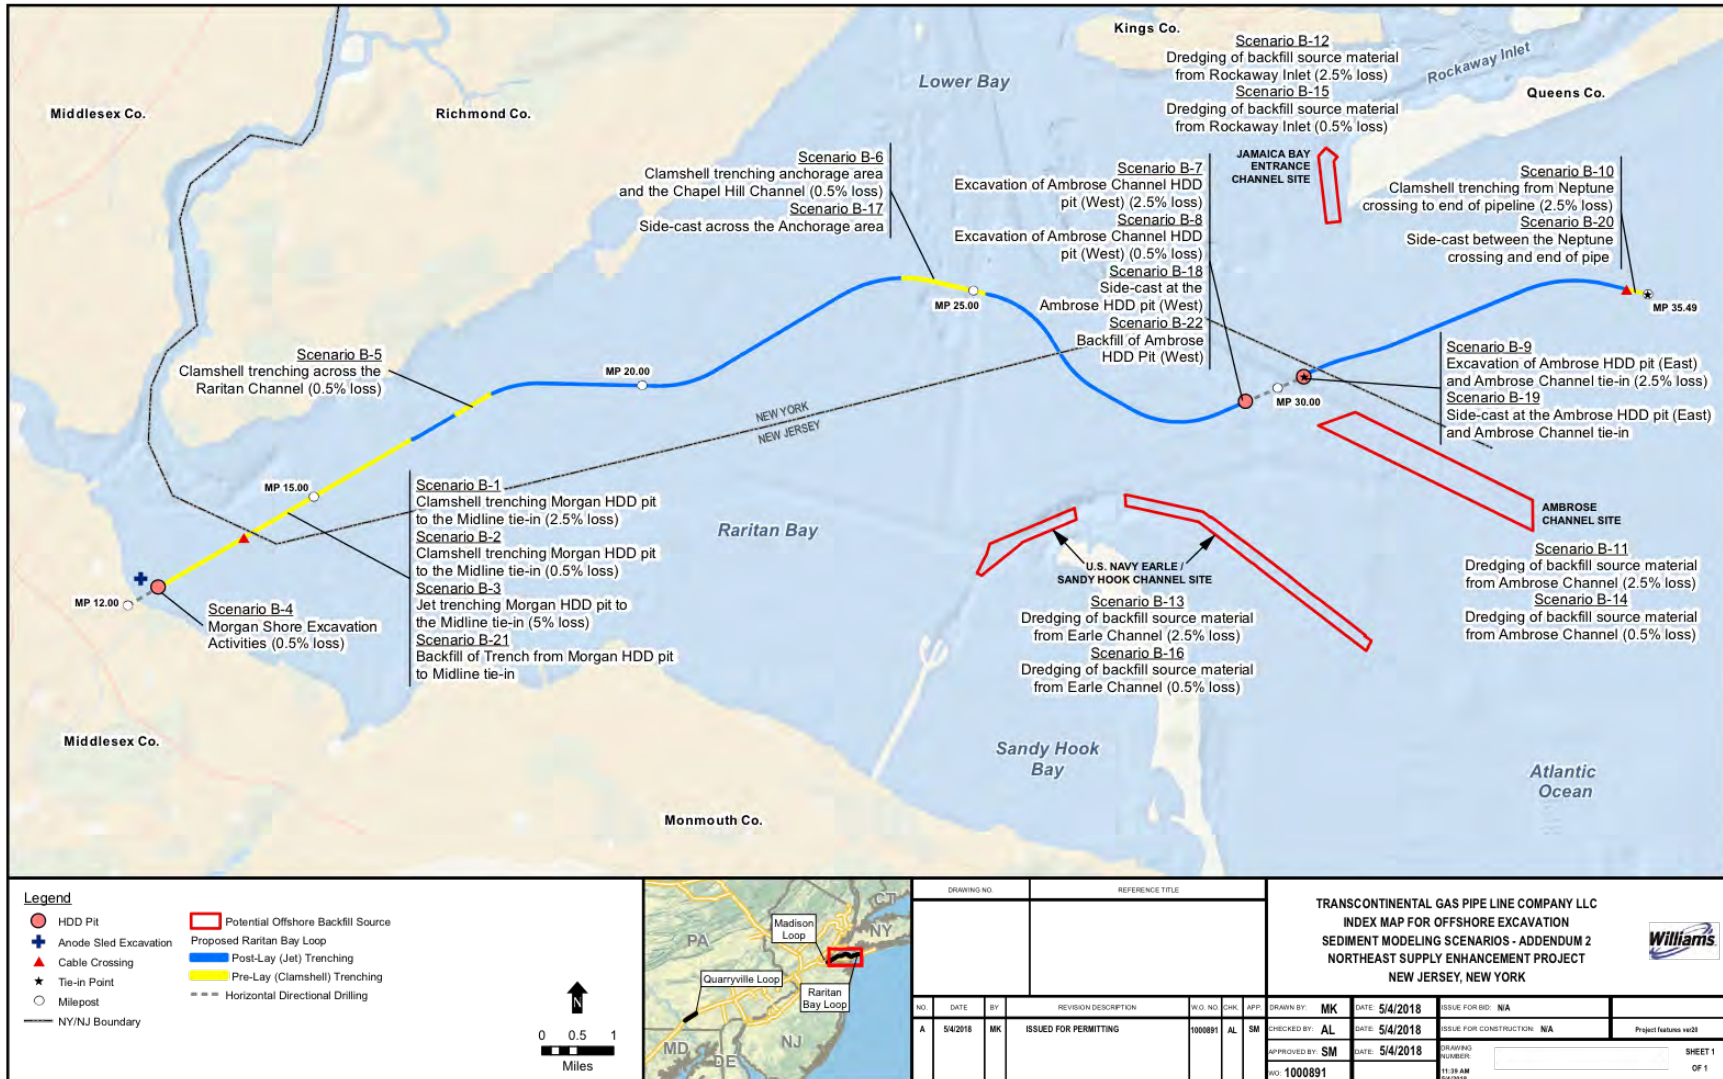 Kings Co.
Lower Bay
Rockaway Inlet
Queens Co.
Middlesex Co.
Richmond Co.
Scenario B-12
Dredging of backfill source material
from Rockaway Inlet (2.5% loss)
Scenario B-15
Dredging of backfill source material
from Rockaway Inlet (0.5% loss)
JAMAICA BAY
ENTRANCE
CHANNEL SITE
Scenario B-6
Clamshell trenching anchorage area
and the Chapel Hill Channel (0.5% loss)
Scenario B-17
Side-cast across the Anchorage area
Scenario B-7
Excavation of Ambrose Channel HDD
pit (West) (2.5% loss)
Scenario B-8
Excavation of Ambrose Channel HDD
pit (West) (0.5% loss)
Scenario B-18
Side-cast at the
Ambrose HDD pit (West)
Scenario B-22
Backfill of Ambrose
HDD Pit (West)
Scenario B-10
Clamshell trenching from Neptune
crossing to end of pipeline (2.5% loss)
Scenario B-20
Side-cast between the Neptune
crossing and end of pipe
MP 25.00
MP 35.49
Scenario B-5
Clamshell trenching across the
Raritan Channel (0.5% loss)
MP 20.00
NEW YORK
NEW JERSEY
MP 30.00
Scenario B-9
Excavation of Ambrose HDD pit (East)
and Ambrose Channel tie-in (2.5% loss)
Scenario B-19
Side-cast at the Ambrose HDD pit (East)
and Ambrose Channel tie-in
MP 15.00
Scenario B-1
Clamshell trenching Morgan HDD pit
to the Midline tie-in (2.5% loss)
Scenario B-2
Clamshell trenching Morgan HDD pit
to the Midline tie-in (0.5% loss)
Scenario B-3
Jet trenching Morgan HDD pit to
the Midline tie-in (5% loss)
Scenario B-21
Backfill of Trench from Morgan HDD pit
to Midline tie-in
Raritan Bay
AMBROSE
CHANNEL SITE
U.S. NAVY EARLE /
SANDY HOOK CHANNEL SITE
Scenario B-13
Dredging of backfill source material
from Earle Channel (2.5% loss)
Scenario B-16
Dredging of backfill source material
from Earle Channel (0.5% loss)
Scenario B-11
Dredging of backfill source material
from Ambrose Channel (2.5% loss)
Scenario B-14
Dredging of backfill source material
from Ambrose Channel (0.5% loss)
MP 12.00
Scenario B-4
Morgan Shore Excavation
Activities (0.5% loss)
Middlesex Co.
Sandy Hook
Bay
Atlantic
Ocean
Monmouth Co.
Legend
HDD Pit
Anode Sled Excavation
Cable Crossing
Tie-in Point
Milepost
NY/NJ Boundary
Potential Offshore Backfill Source
Proposed Raritan Bay Loop
Post-Lay (Jet) Trenching
Pre-Lay (Clamshell) Trenching
Horizontal Directional Drilling
N
0 0.5 1
Miles
CT
NY
PA
Madison
Loop
Quarryville Loop
Raritan
Bay Loop
NJ
MD
DE
DRAWING NO. REFERENCE TITLE
NO. DATE BY REVISION DESCRIPTION W.O. NO. CHK. APP.
A 5/4/2018 MK ISSUED FOR PERMITTING 1000891 AL SM
TRANSCONTINENTAL GAS PIPE LINE COMPANY LLC
INDEX MAP FOR OFFSHORE EXCAVATION
SEDIMENT MODELING SCENARIOS - ADDENDUM 2
NORTHEAST SUPPLY ENHANCEMENT PROJECT
NEW JERSEY, NEW YORK
Williams
DRAWN BY: MK DATE: 5/4/2018 ISSUE FOR BID: N/A
CHECKED BY: AL DATE: 5/4/2018 ISSUE FOR CONSTRUCTION: N/A Project features ver20
APPROVED BY: SM DATE: 5/4/2018 DRAWING
NUMBER: SHEET 1
OF 1
WO: 1000891 11:39 AM
5/4/2018